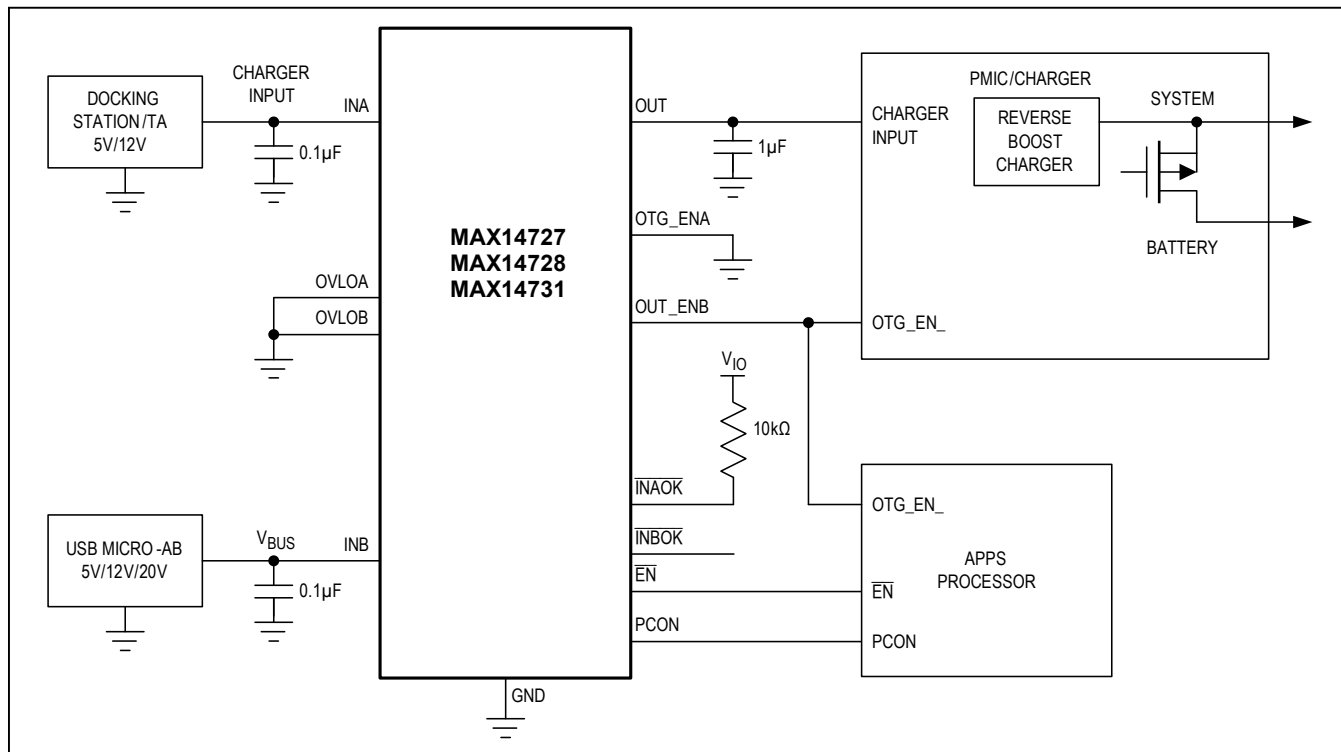 DOCKING
STATION/TA
5V/12V
CHARGER
INPUT
INA
0.1µF
OVLOA
OVLOB
USB MICRO-AB
5V/12V/20V
VBUS
INB
0.1µF
MAX14727
MAX14728
MAX14731
GND
OUT
1µF
OTG_ENA
OUT_ENB
VIO
10kΩ
INAOK
INBOK
EN
PCON
PMIC/CHARGER
CHARGER
INPUT
REVERSE
BOOST
CHARGER
SYSTEM
BATTERY
OTG_EN_
OTG_EN_
APPS
PROCESSOR
EN
PCON